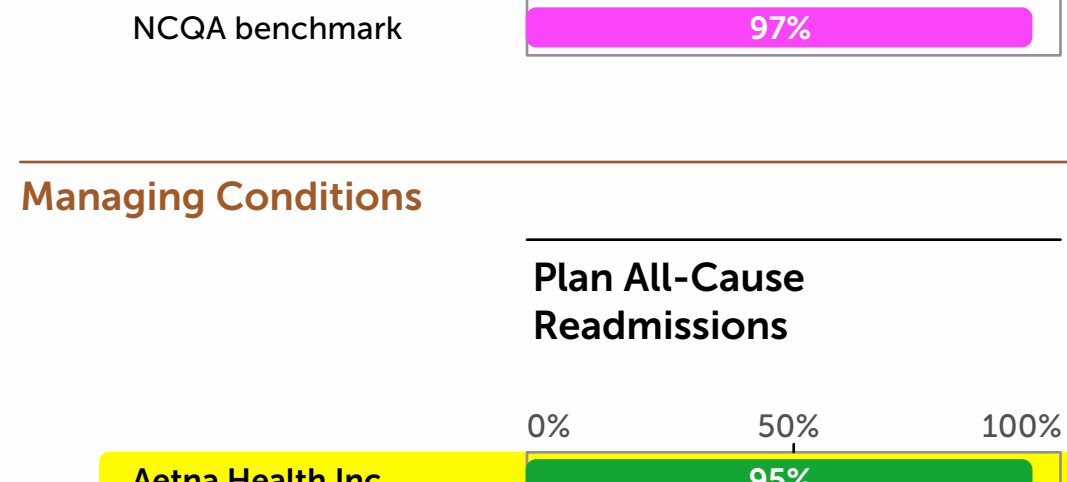 NCQA benchmark 97%
Managing Conditions
Plan All-Cause
Readmissions
0% 50% 100%
Aetna Health Inc. 95%